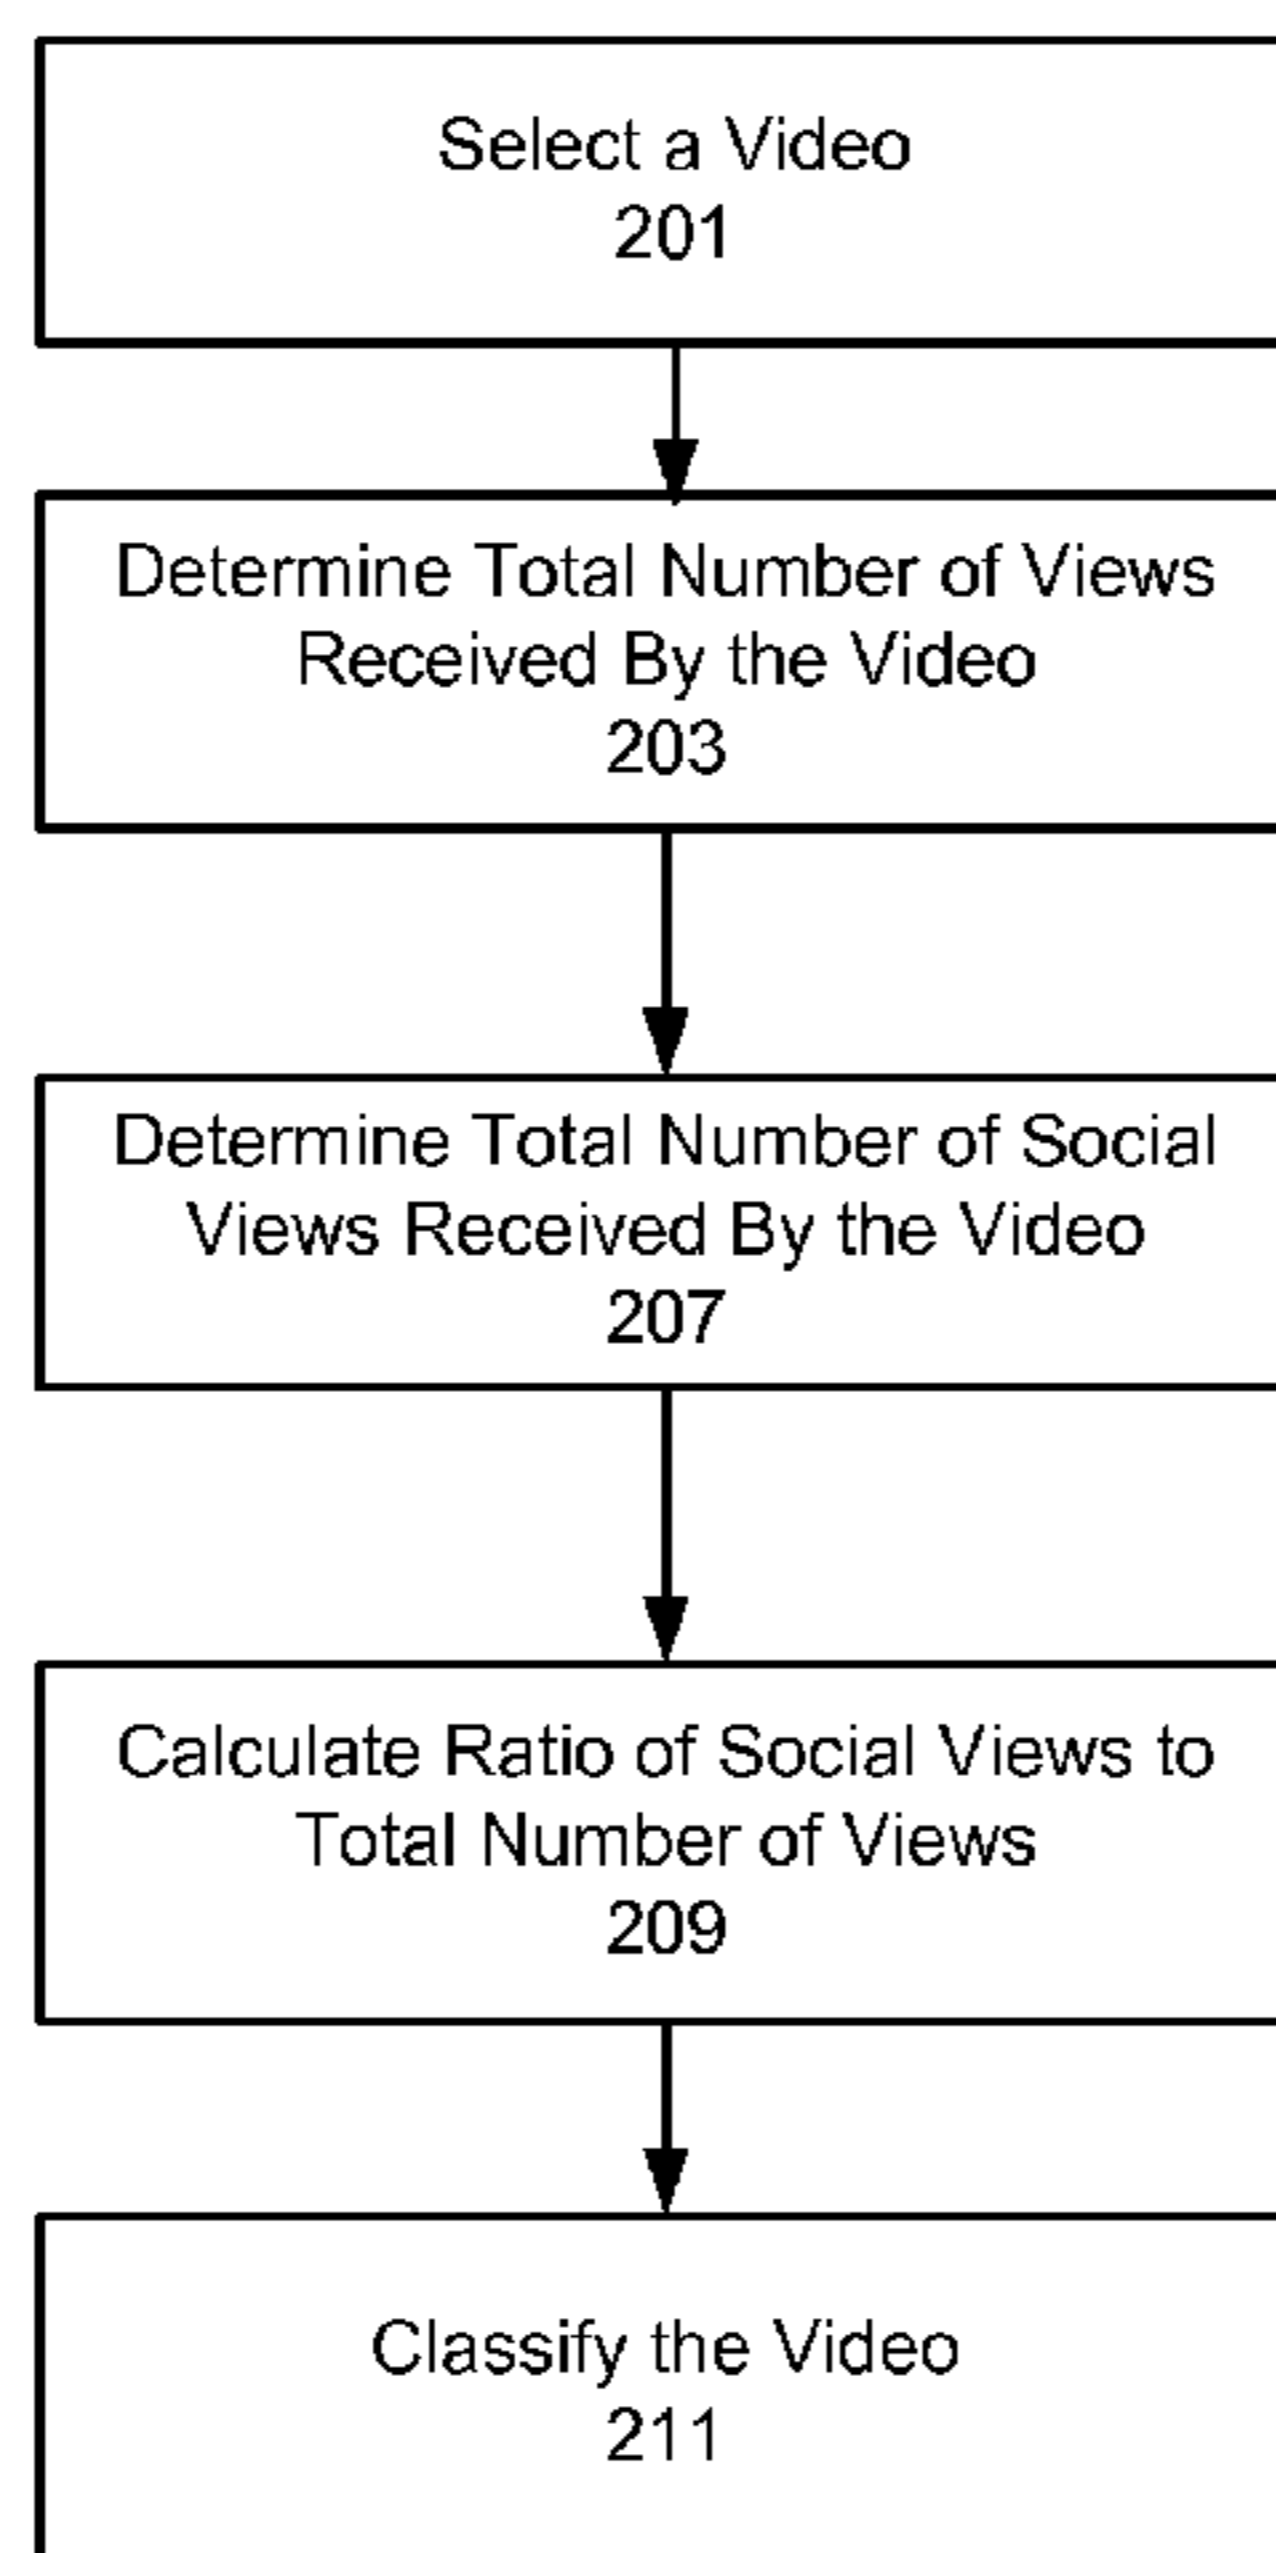 Select a Video
201
Determine Total Number of Views
Received By the Video
203
Determine Total Number of Social
Views Received By the Video
207
Calculate Ratio of Social Views to
Total Number of Views
209
Classify the Video
211